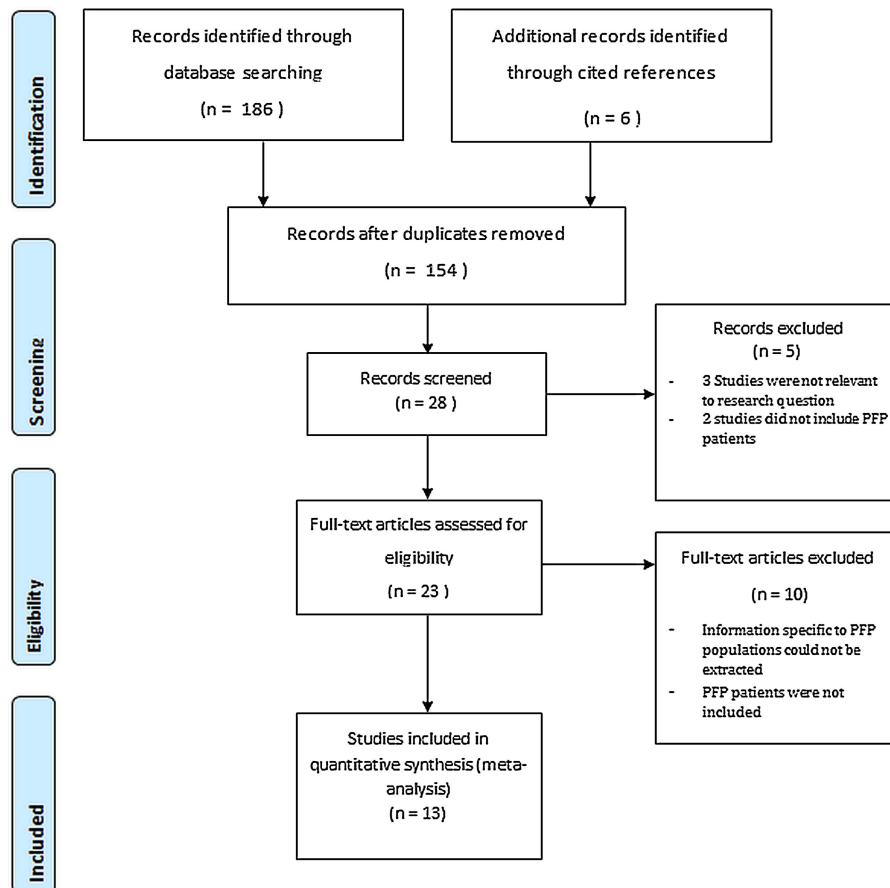 Identification
Records identified through
database searching
(n = 186 )
Additional records identified
through cited references
(n = 6 )
Records after duplicates removed
(n = 154 )
Screening
Records screened
(n = 28 )
Records excluded
(n = 5)
- 3 Studies were not relevant
to research question
- 2 studies did not include PFP
patients
Eligibility
Full-text articles assessed for
eligibility
(n = 23 )
Full-text articles excluded
(n = 10)
- Information specific to PFP
populations could not be
extracted
- PFP patients were not
included
Included
Studies included in
quantitative synthesis (meta-
analysis)
(n = 13)